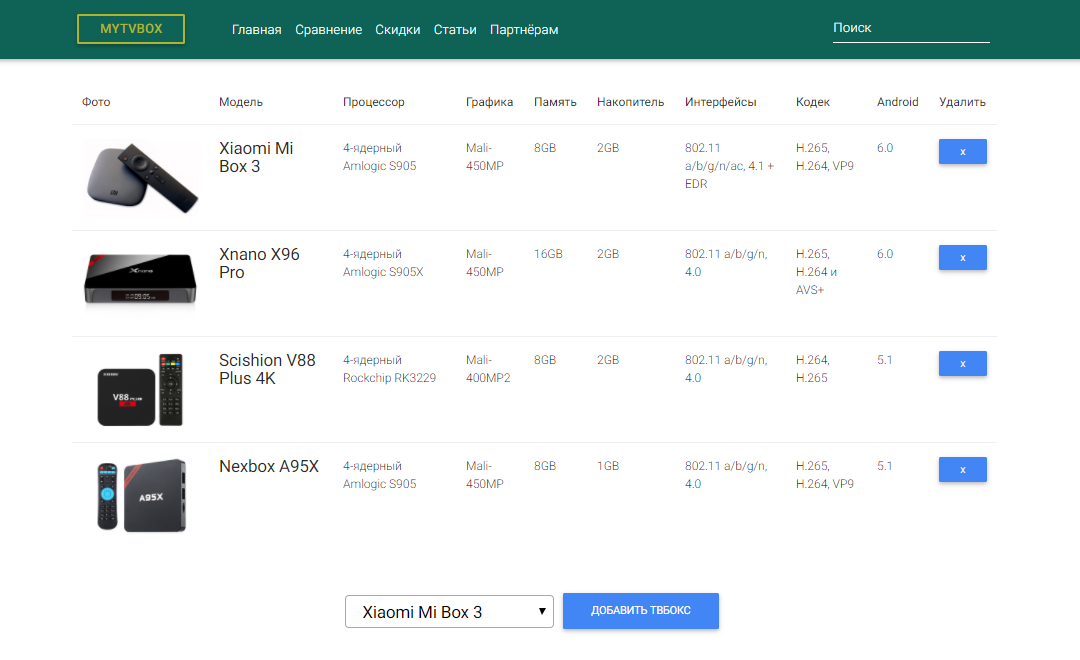 MYTVBOX
Главная Сравнение Скидки Статьи Партнёрам
Поиск
Фото Модель Процессор Графика Память Накопитель Интерфейсы Кодек Android Удалить
Xiaomi Mi
Box 3
4-ядерный
Amlogic S905
Mali-
450MP
8GB
2GB
802.11
a/b/g/n/ac, 4.1 +
EDR
H.265,
H.264, VP9
6.0
x
Xnano
Xnano X96
Pro
4-ядерный
Amlogic S905X
Mali-
450MP
16GB
2GB
802.11 a/b/g/n,
4.0
H.265,
H.264 и
AVS+
6.0
x
V88
Scishion V88
Plus 4K
4-ядерный
Rockchip RK3229
Mali-
400MP2
8GB
2GB
802.11 a/b/g/n,
4.0
H.264,
H.265
5.1
x
A95X
Nexbox A95X
4-ядерный
Amlogic S905
Mali-
450MP
8GB
1GB
802.11 a/b/g/n,
4.0
H.265,
H.264, VP9
5.1
x
Xiaomi Mi Box 3
ДОБАВИТЬ ТВБОКС